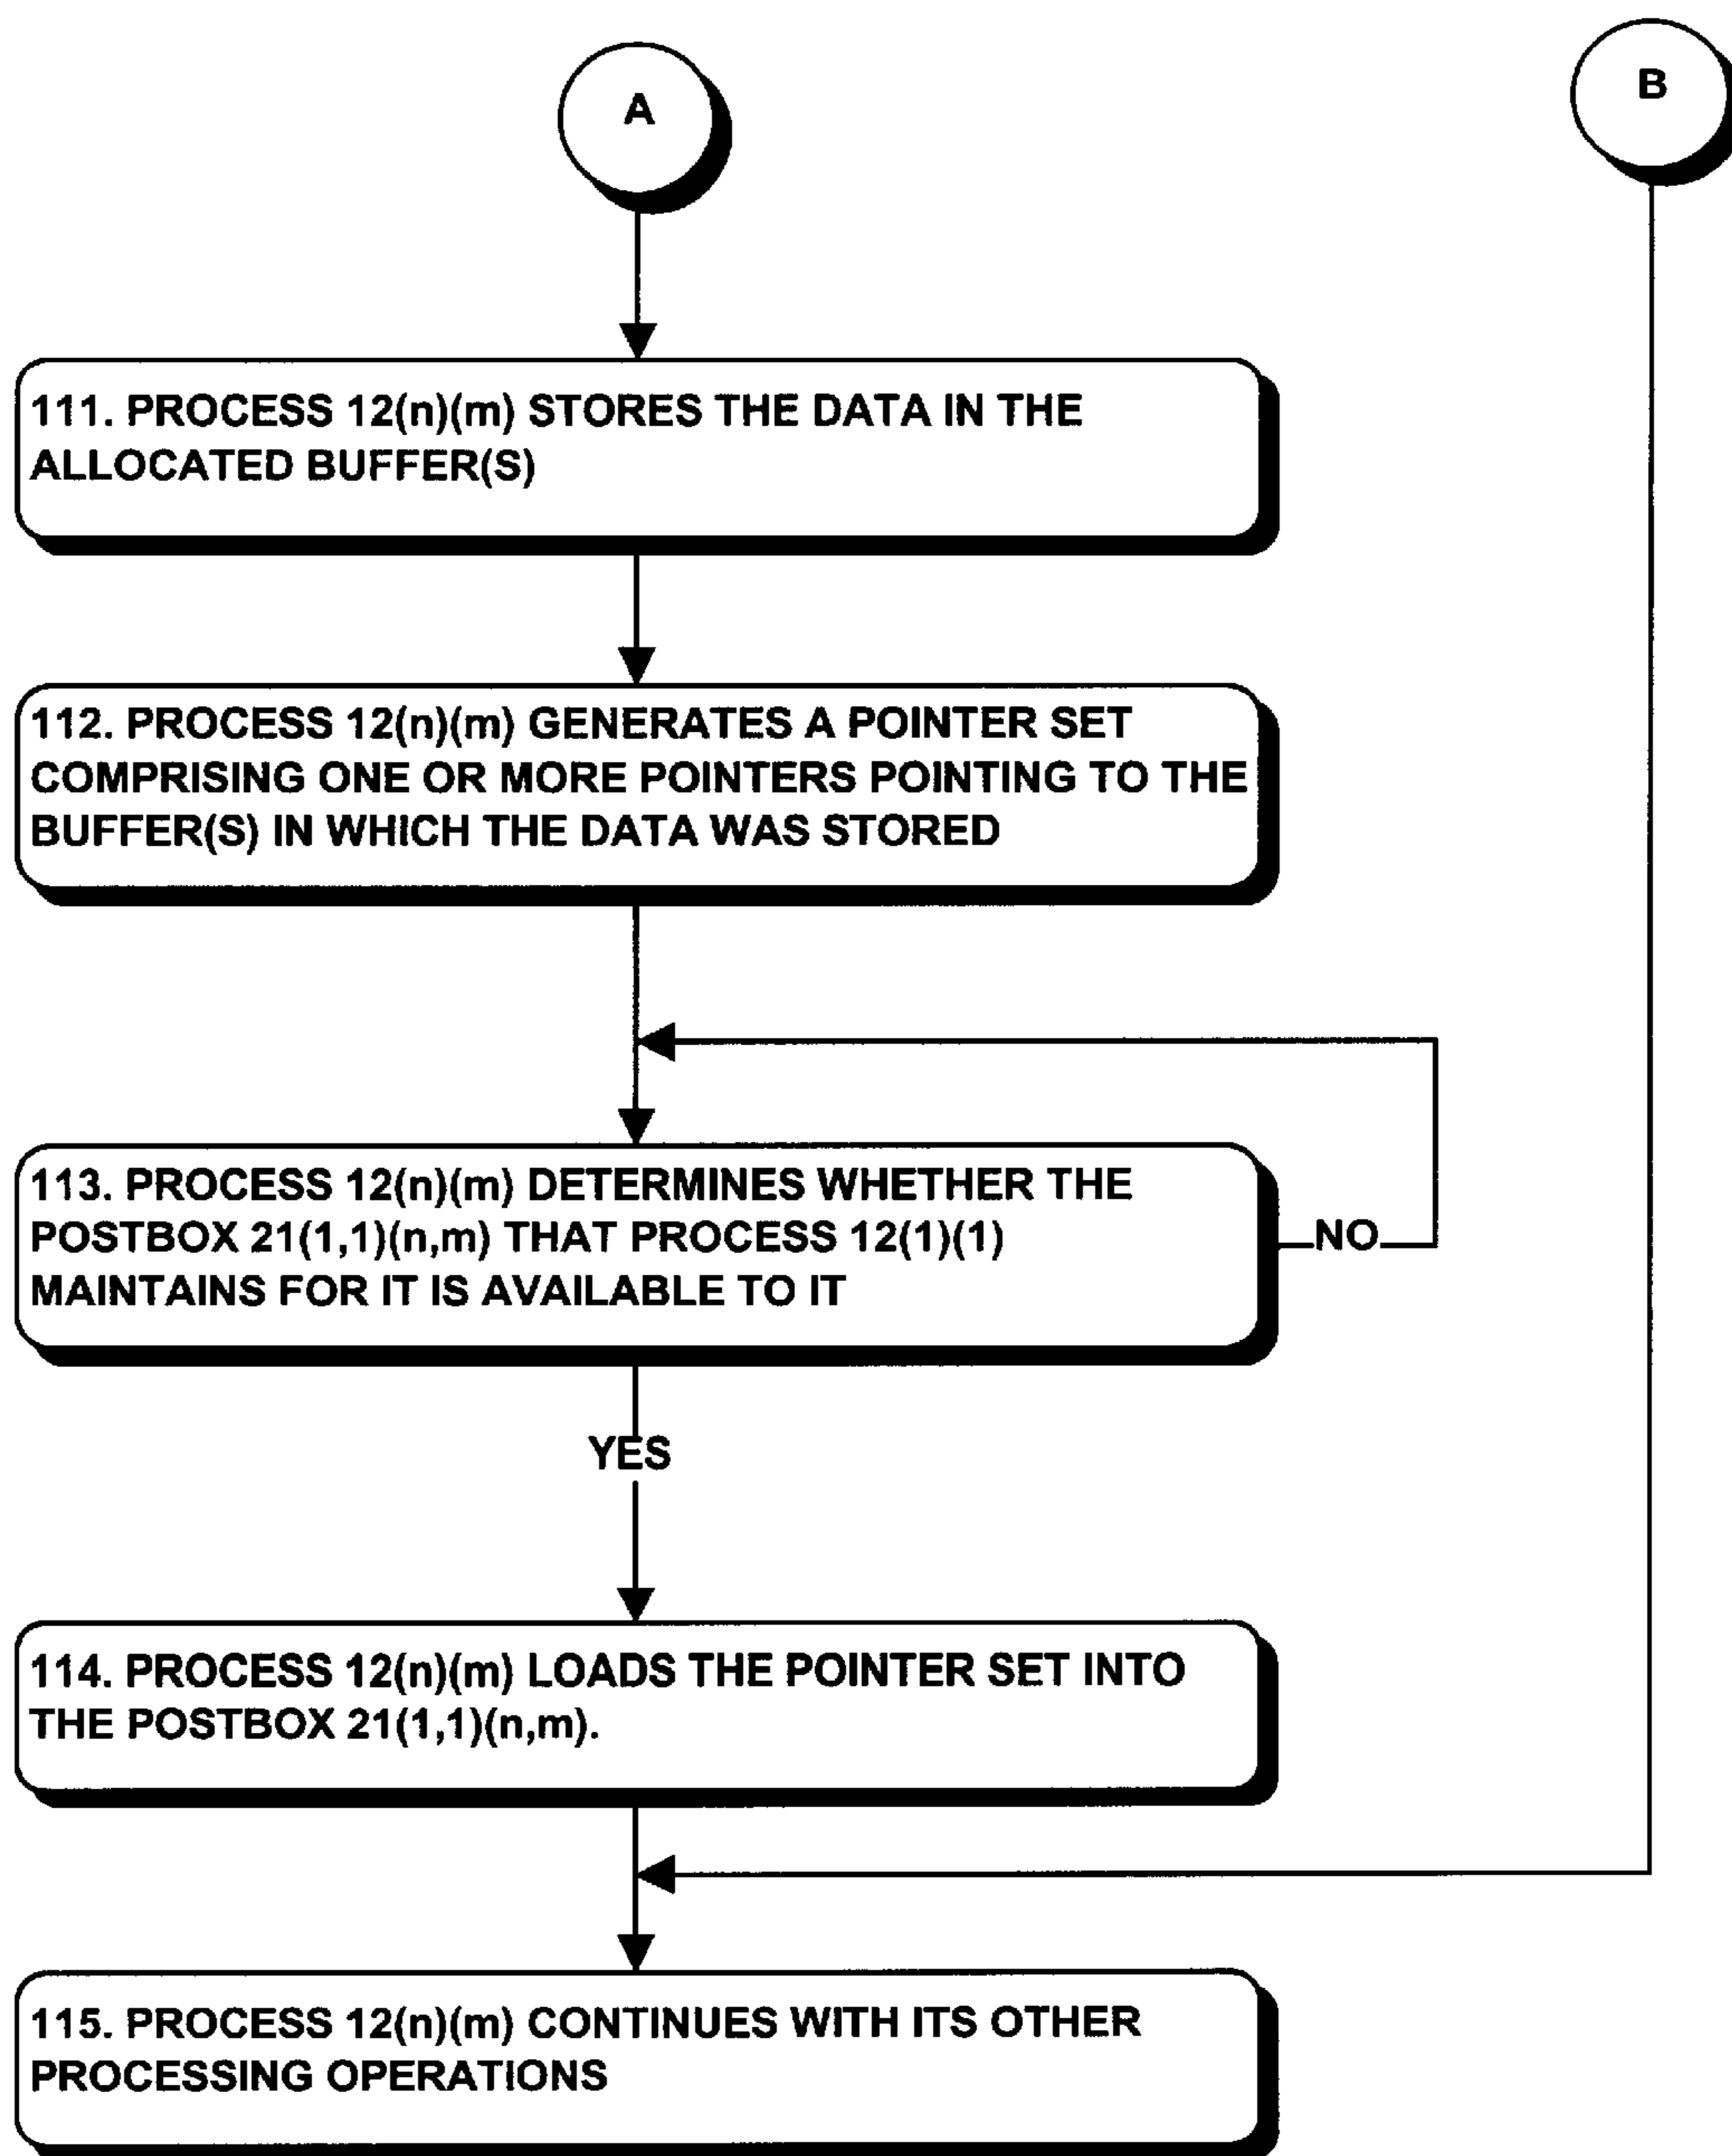 A
B
111. PROCESS 12(n)(m) STORES THE DATA IN THE
ALLOCATED BUFFER(S)
112. PROCESS 12(n)(m) GENERATES A POINTER SET
COMPRISING ONE OR MORE POINTERS POINTING TO THE
BUFFER(S) IN WHICH THE DATA WAS STORED
113. PROCESS 12(n)(m) DETERMINES WHETHER THE
POSTBOX 21(1,1)(n,m) THAT PROCESS 12(1)(1)
MAINTAINS FOR IT IS AVAILABLE TO IT
NO
YES
114. PROCESS 12(n)(m) LOADS THE POINTER SET INTO
THE POSTBOX 21(1,1)(n,m).
115. PROCESS 12(n)(m) CONTINUES WITH ITS OTHER
PROCESSING OPERATIONS